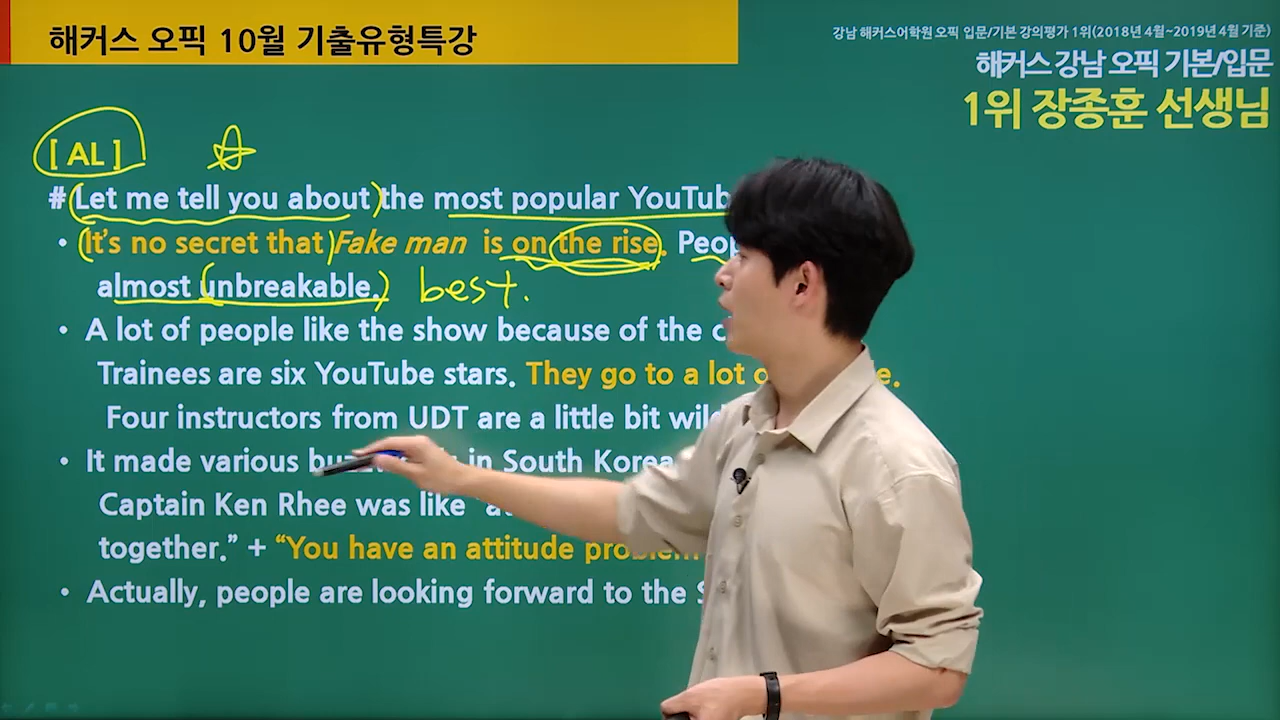 해커스 오픽 10월 기출유형특강
강남 해커스어학원 오픽 입문/기본 강의평가 1위(2018년 4월~2019년 4월 기준)
해커스 강남 오픽 기본/입문
1위 장종훈 선생님
[ AL ]
# Let me tell you about the most popular
• It's no secret that Fake man is on the rise.
almost unbreakable. best.
• A lot of people like the show because of the
Trainees are six YouTube stars. They go to a lot
Four instructors from UDT are a little bit
• It made various in South Korea
Captain Ken Rhee was like
together." + "You have an attitude problem
• Actually, people are looking forward to the